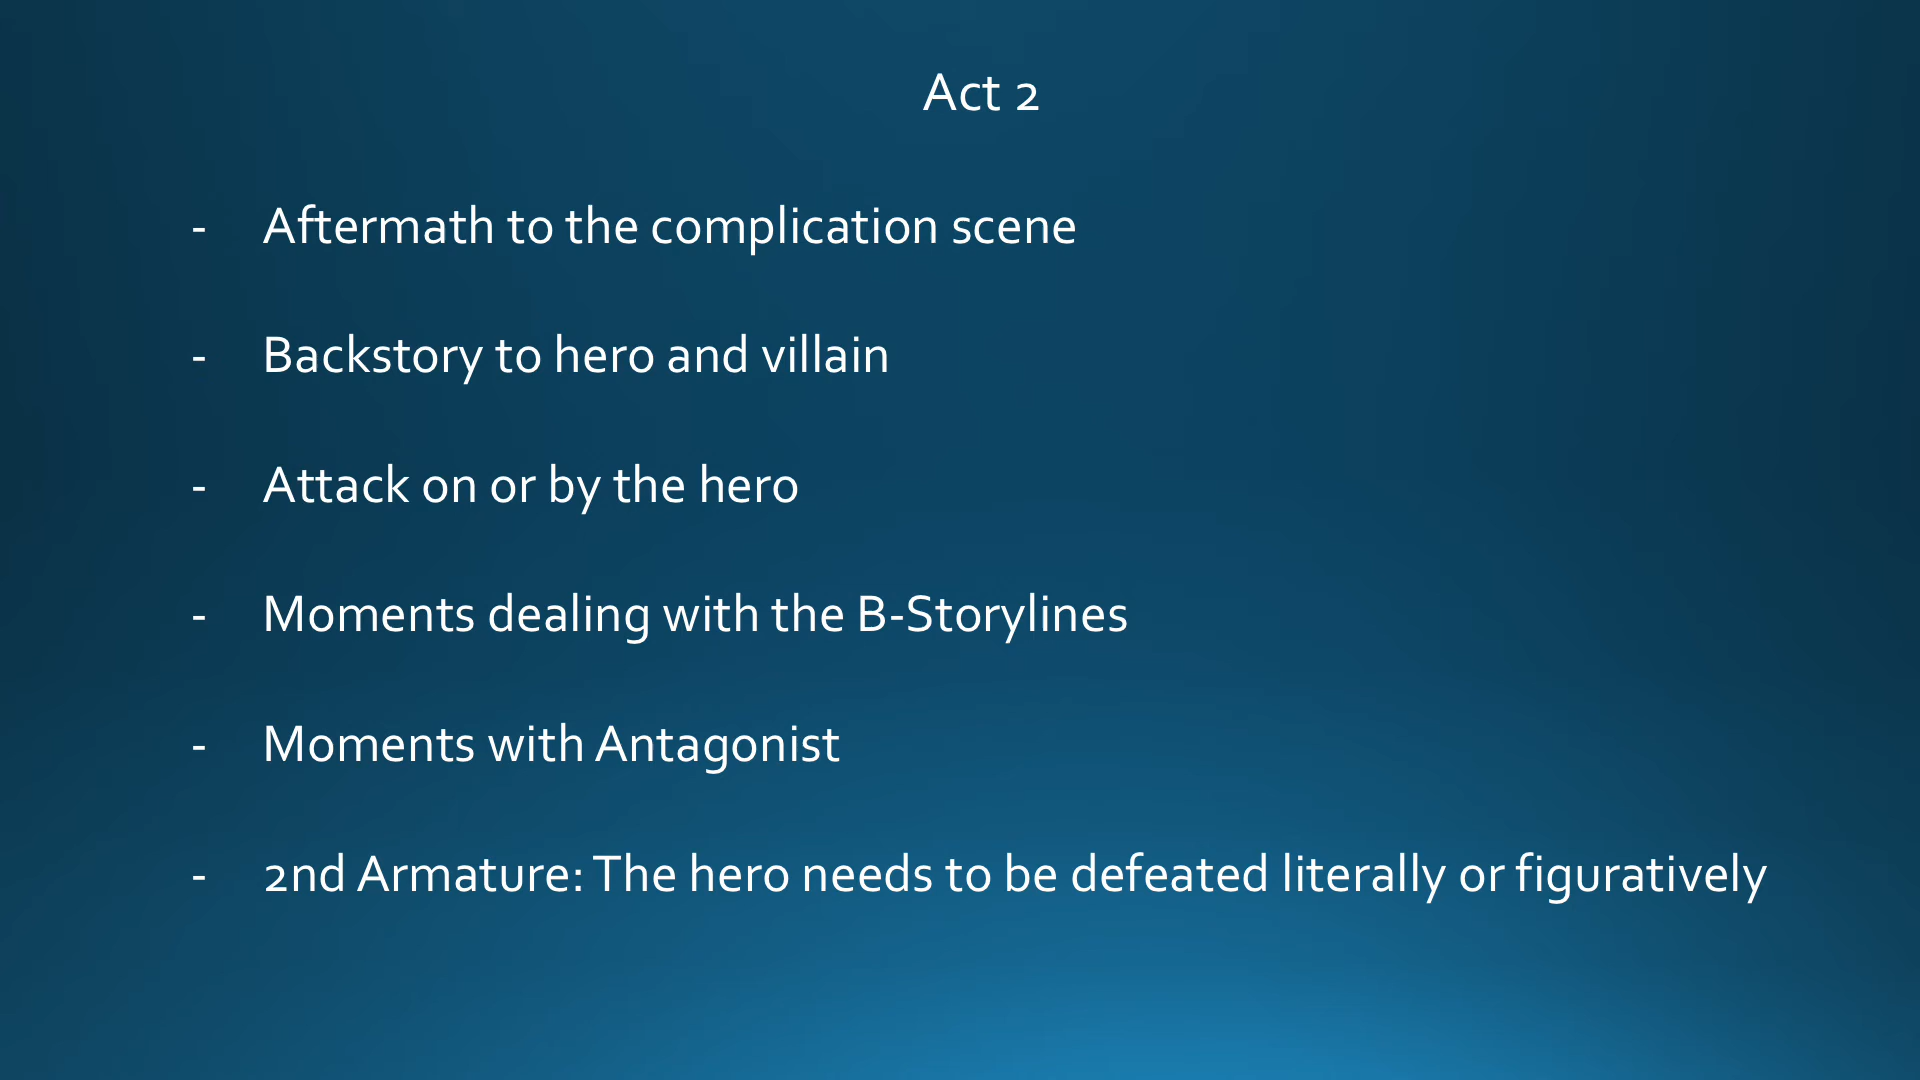 Act 2
- Aftermath to the complication scene
- Backstory to hero and villain
- Attack on or by the hero
- Moments dealing with the B-Storylines
- Moments with Antagonist
- 2nd Armature: The hero needs to be defeated literally or figuratively